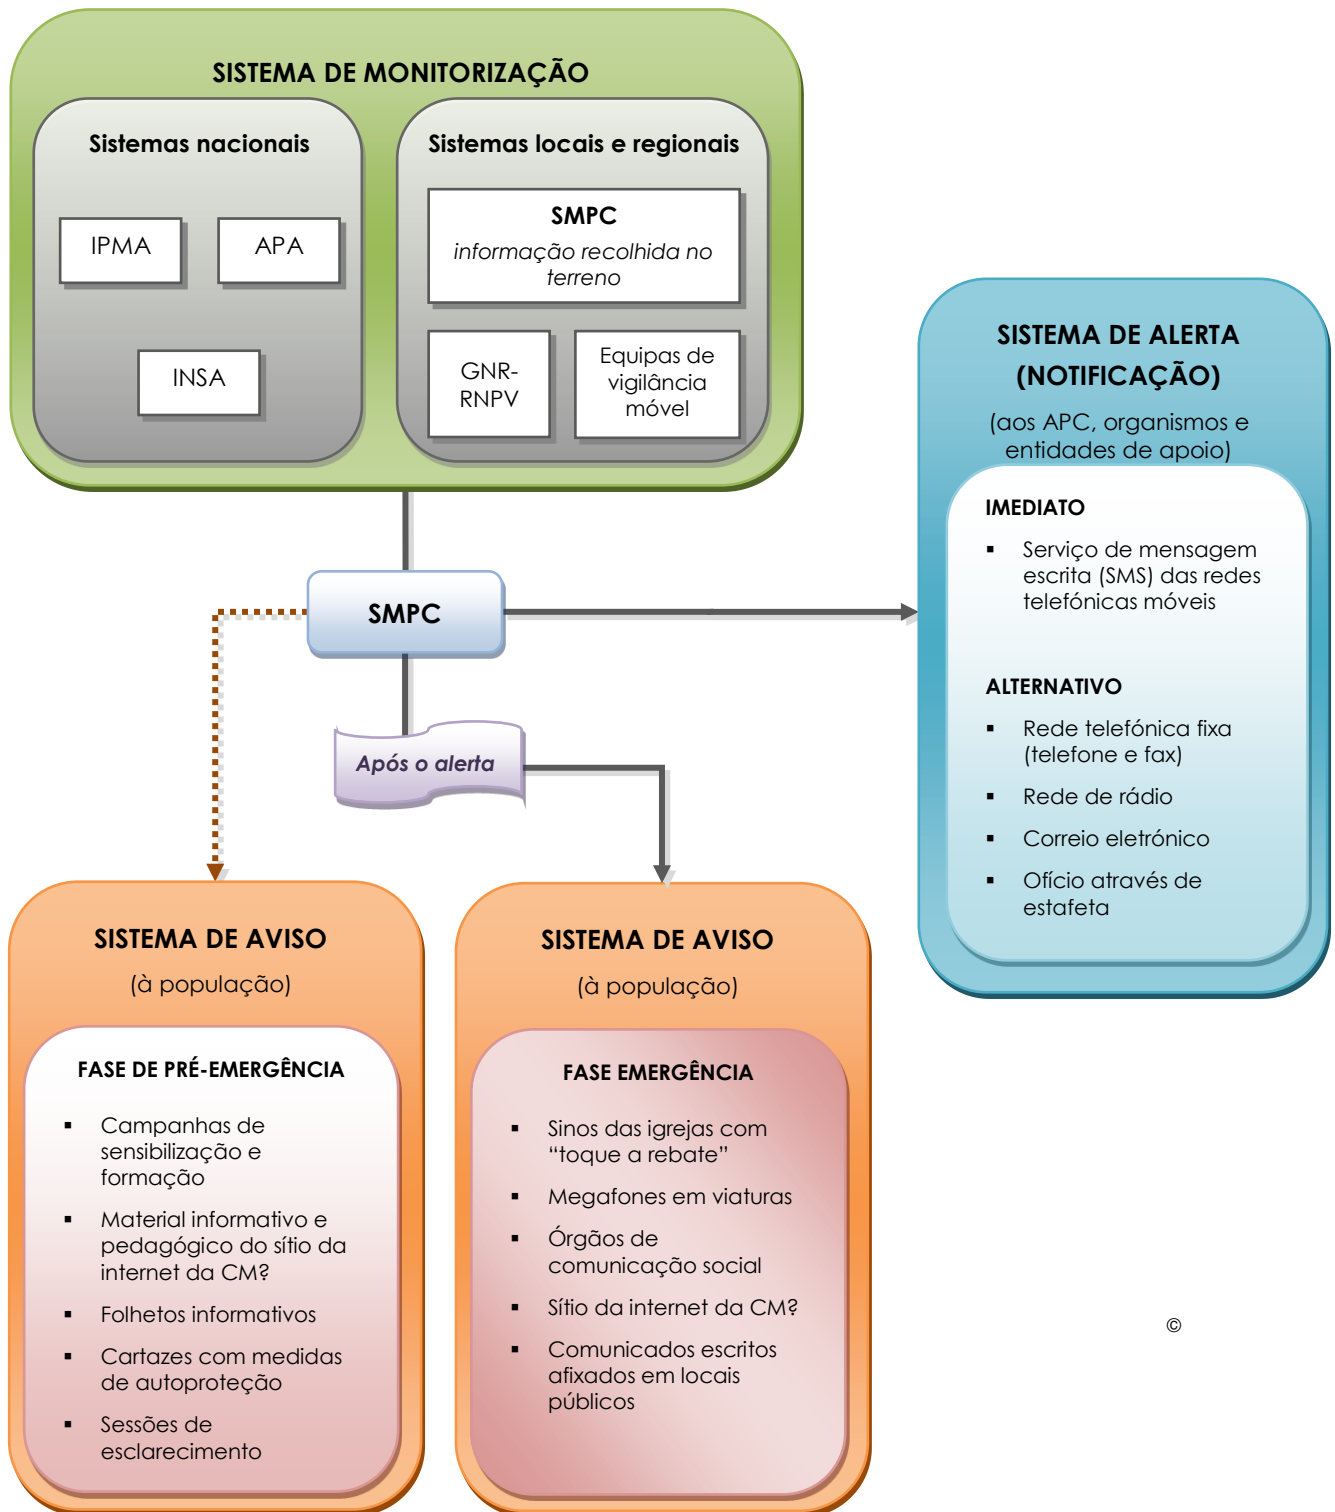 SISTEMA DE MONITORIZAÇÃO
Sistemas nacionais
IPMA
APA
INSA
Sistemas locais e regionais
SMPC
informação recolhida no
terreno
GNR-
RNPV
Equipas de
vigilância
móvel
SISTEMA DE ALERTA
(NOTIFICAÇÃO)
(aos APC, organismos e
entidades de apoio)
IMEDIATO
▪ Serviço de mensagem
escrita (SMS) das redes
telefónicas móveis
ALTERNATIVO
▪ Rede telefónica fixa
(telefone e fax)
▪ Rede de rádio
▪ Correio eletrónico
▪ Ofício através de
estafeta
SMPC
Após o alerta
SISTEMA DE AVISO
(à população)
FASE DE PRÉ-EMERGÊNCIA
▪ Campanhas de
sensibilização e
formação
▪ Material informativo e
pedagógico do sítio da
internet da CM?
▪ Folhetos informativos
▪ Cartazes com medidas
de autoproteção
▪ Sessões de
esclarecimento
SISTEMA DE AVISO
(à população)
FASE EMERGÊNCIA
▪ Sinos das igrejas com
“toque a rebate”
▪ Megafones em viaturas
▪ Órgãos de
comunicação social
▪ Sítio da internet da CM?
▪ Comunicados escritos
afixados em locais
públicos
©